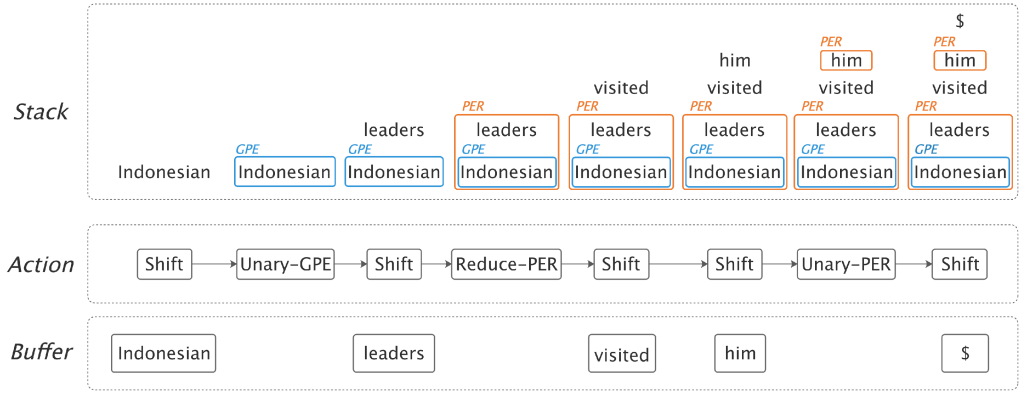 $
PER PER
him him him
visited visited visited visited
PER PER PER PER PER
Stack
leaders leaders leaders leaders leaders leaders
GPE GPE GPE GPE GPE GPE GPE
Indonesian Indonesian Indonesian Indonesian Indonesian Indonesian Indonesian Indonesian
Action Shift Unary-GPE Shift Reduce-PER Shift Shift Unary-PER Shift
Buffer Indonesian leaders visited him $